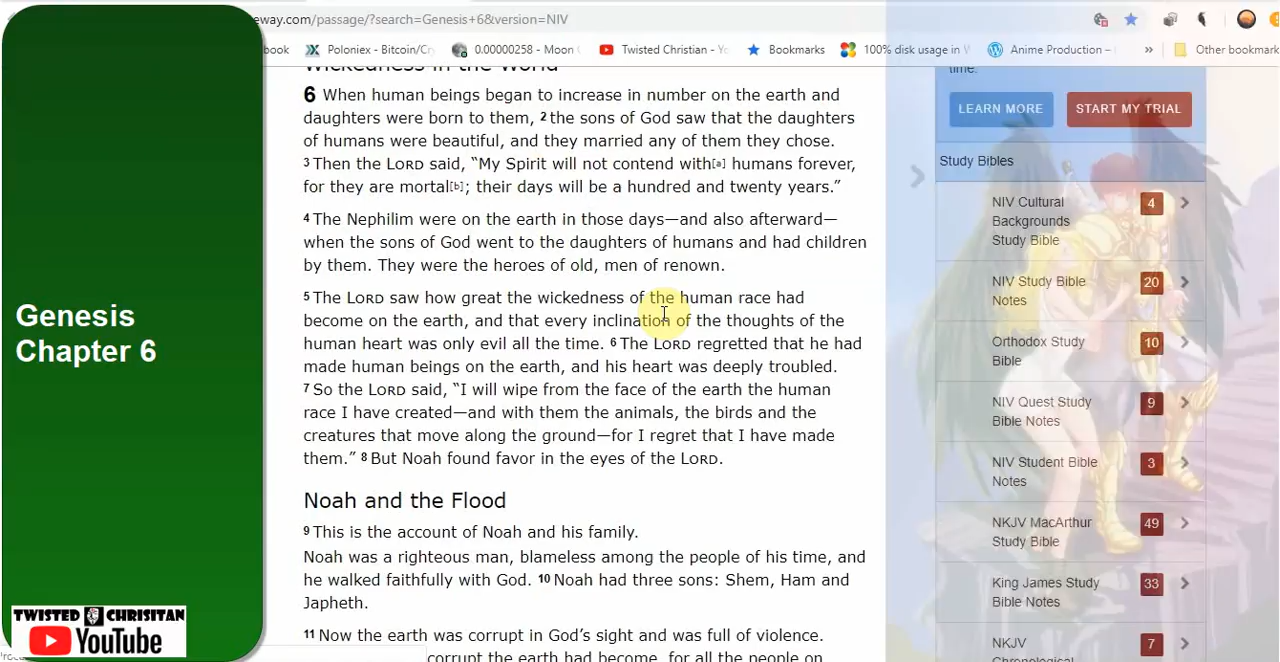 eway.com/passage/?search=Genesis+6&version=NIV
book
Poloniex - Bitcoin/Cr
0.00000258 - Moon
Twisted Christian - Yo
Bookmarks
100% disk usage in W
Anime Production –
»
Other bookmark
Wickedness in the World
6 When human beings began to increase in number on the earth and
daughters were born to them, 2 the sons of God saw that the daughters
of humans were beautiful, and they married any of them they chose.
3 Then the LORD said, “My Spirit will not contend with[a] humans forever,
for they are mortal[b]; their days will be a hundred and twenty years.”
4 The Nephilim were on the earth in those days—and also afterward—
when the sons of God went to the daughters of humans and had children
by them. They were the heroes of old, men of renown.
5 The LORD saw how great the wickedness of the human race had
become on the earth, and that every inclination of the thoughts of the
human heart was only evil all the time. 6 The LORD regretted that he had
made human beings on the earth, and his heart was deeply troubled.
7 So the LORD said, “I will wipe from the face of the earth the human
race I have created—and with them the animals, the birds and the
creatures that move along the ground—for I regret that I have made
them.” 8 But Noah found favor in the eyes of the LORD.
Noah and the Flood
9 This is the account of Noah and his family.
Noah was a righteous man, blameless among the people of his time, and
he walked faithfully with God. 10 Noah had three sons: Shem, Ham and
Japheth.
11 Now the earth was corrupt in God’s sight and was full of violence.
corrupt the earth had become, for all the people on
time.
LEARN MORE
START MY TRIAL
Study Bibles
NIV Cultural
Backgrounds
Study Bible
4
NIV Study Bible
Notes
20
Orthodox Study
Bible
10
NIV Quest Study
Bible Notes
9
NIV Student Bible
Notes
3
NKJV MacArthur
Study Bible
49
King James Study
Bible Notes
33
NKJV
Chronological
7
Genesis
Chapter 6
TWISTED CHRISITAN
YouTube